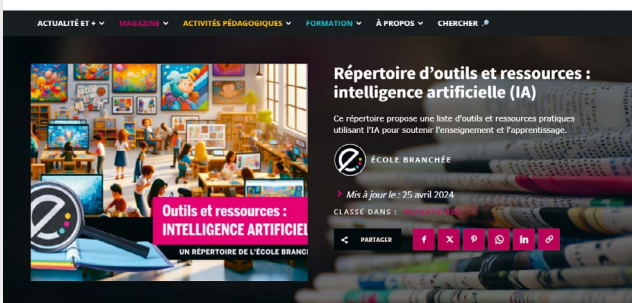 ACTUALITÉ ET +
MAGAZINE
ACTIVITÉS PÉDAGOGIQUES
FORMATION
À PROPOS
CHERCHER
Répertoire d'outils et ressources :
intelligence artificielle (IA)
Ce répertoire propose une liste d'outils et ressources pratiques
utilisant l'IA pour soutenir l'enseignement et l'apprentissage.
ÉCOLE BRANCHÉE
Mis à jour le : 25 avril 2024
CLASSÉ DANS :
PARTAGER
Outils et ressources :
INTELLIGENCE ARTIFICIEL
UN RÉPERTOIRE DE L'ÉCOLE BRANC